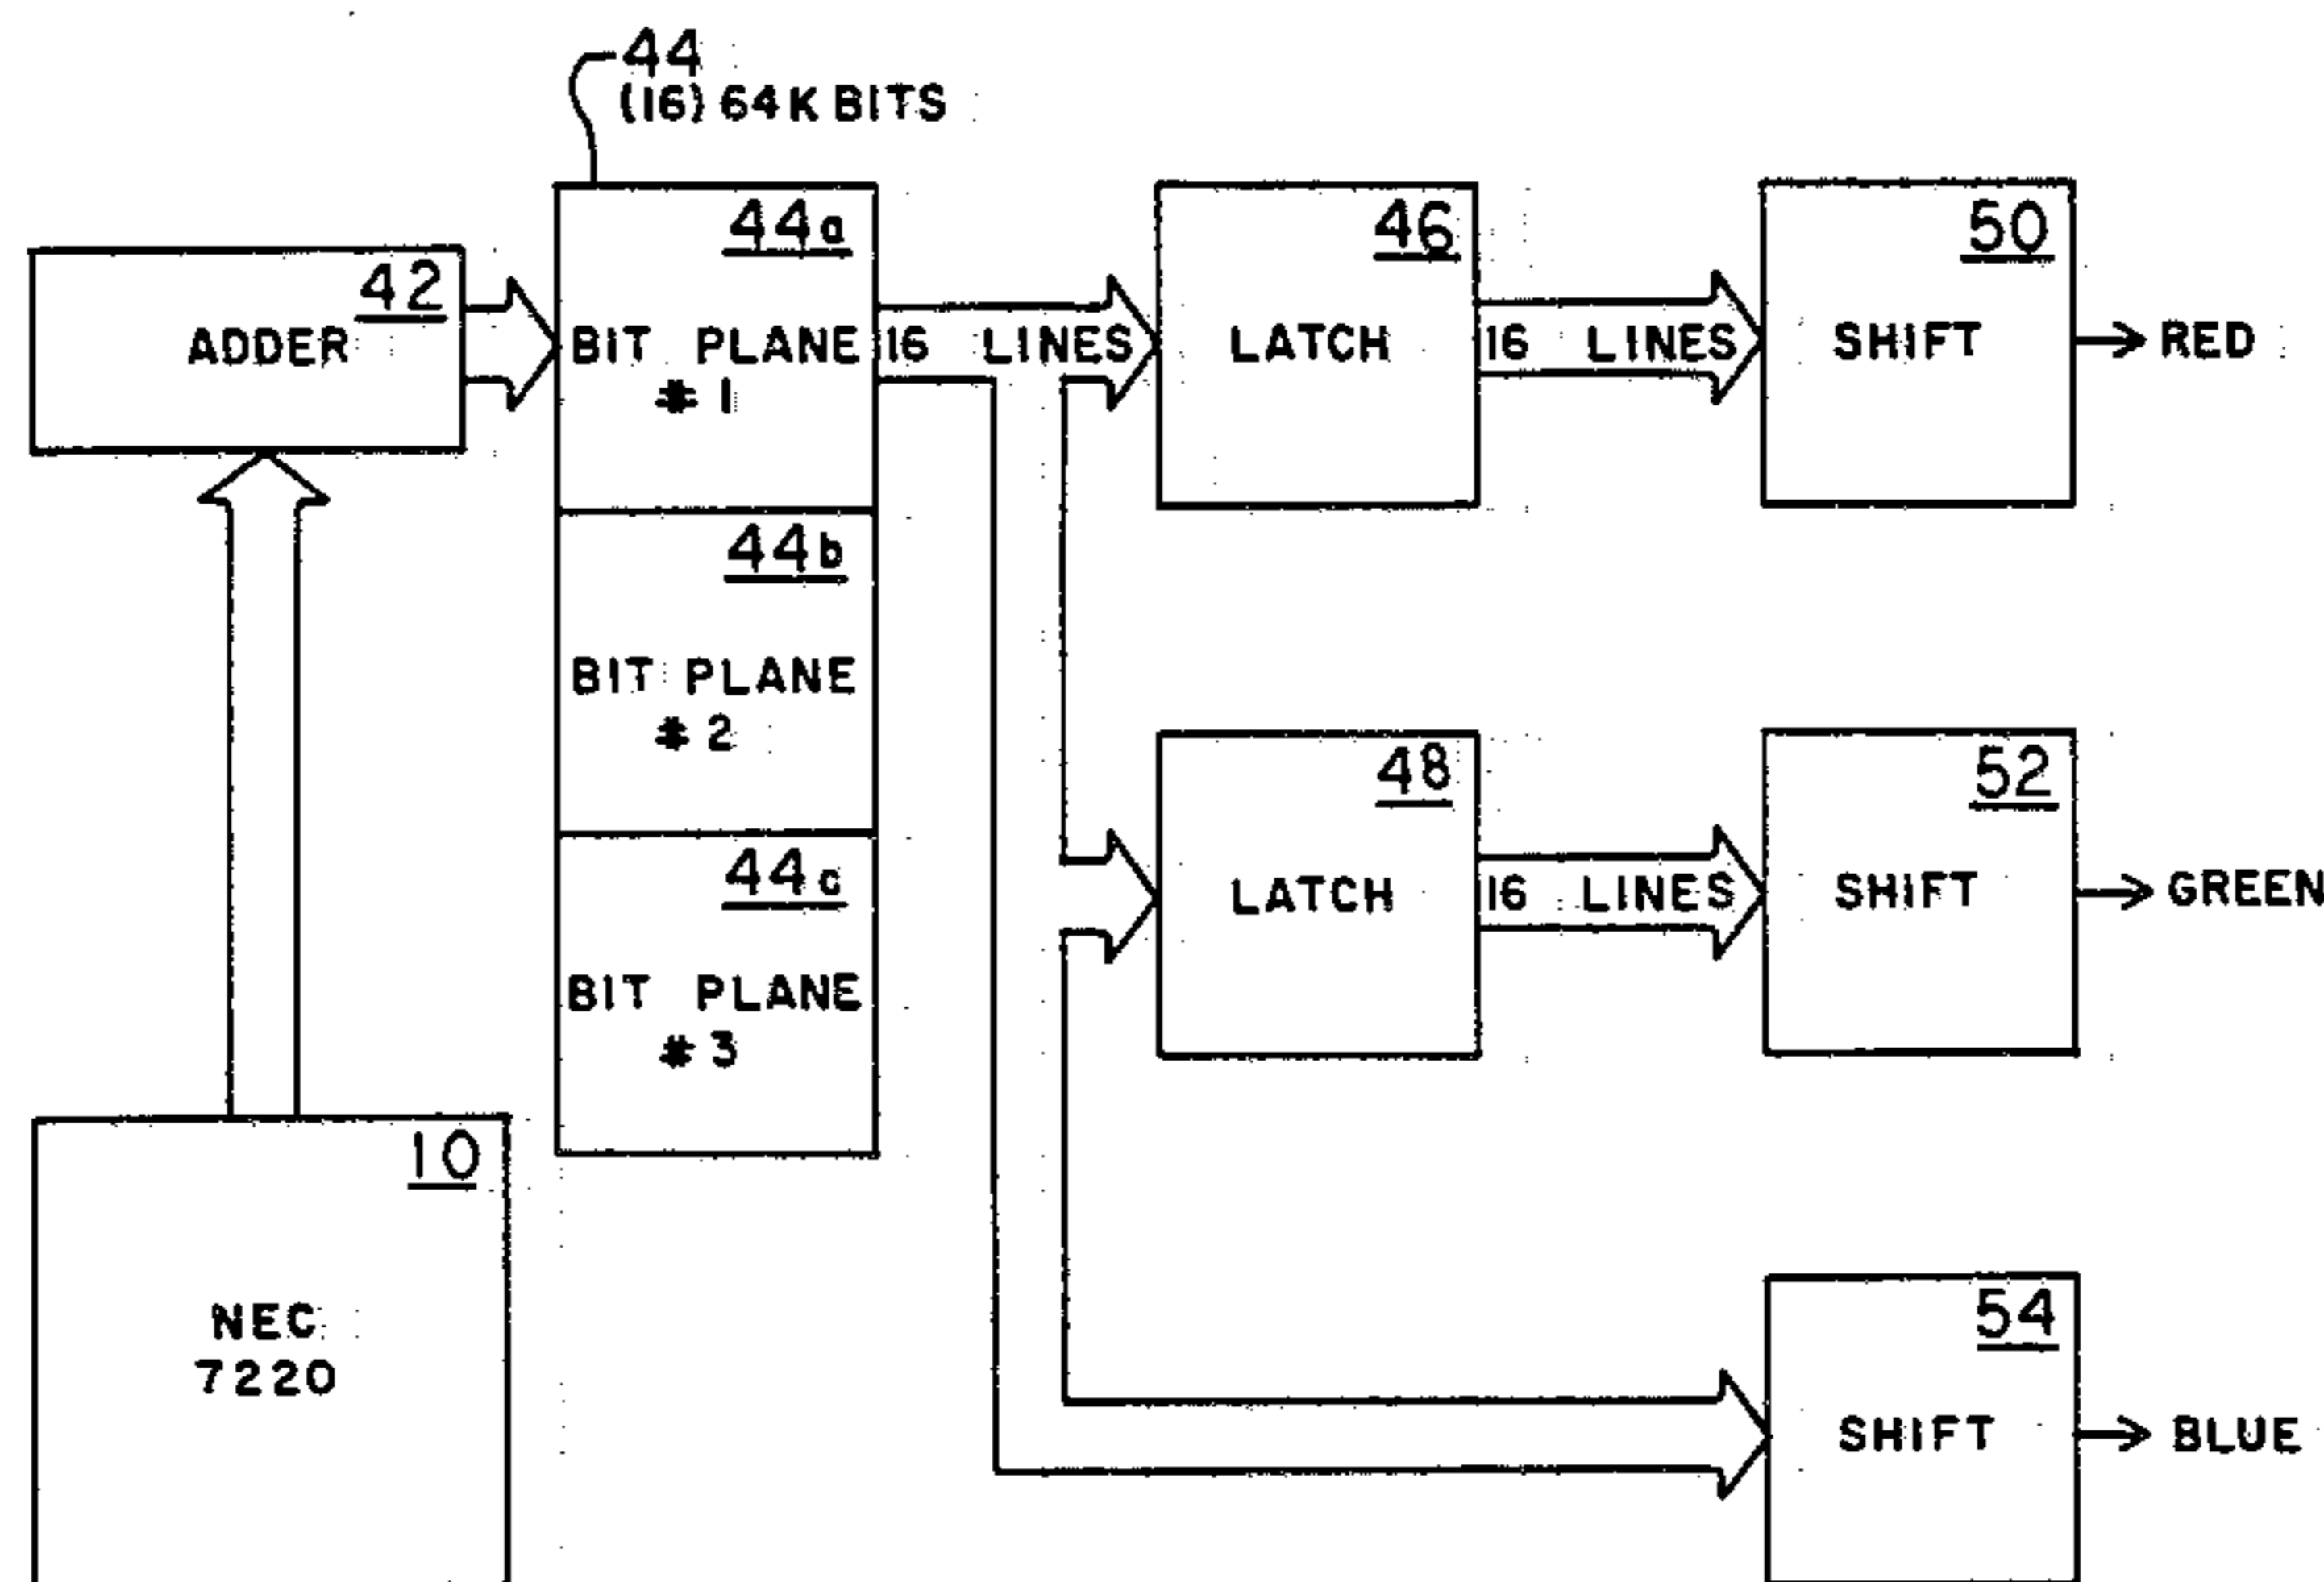 44
(16) 64K BITS
42
ADDER
44a
BIT PLANE
#1
16 LINES
46
LATCH
16 LINES
50
SHIFT
RED
44b
BIT PLANE
#2
44c
BIT PLANE
#3
48
LATCH
16 LINES
52
SHIFT
GREEN
10
NEC
7220
54
SHIFT
BLUE